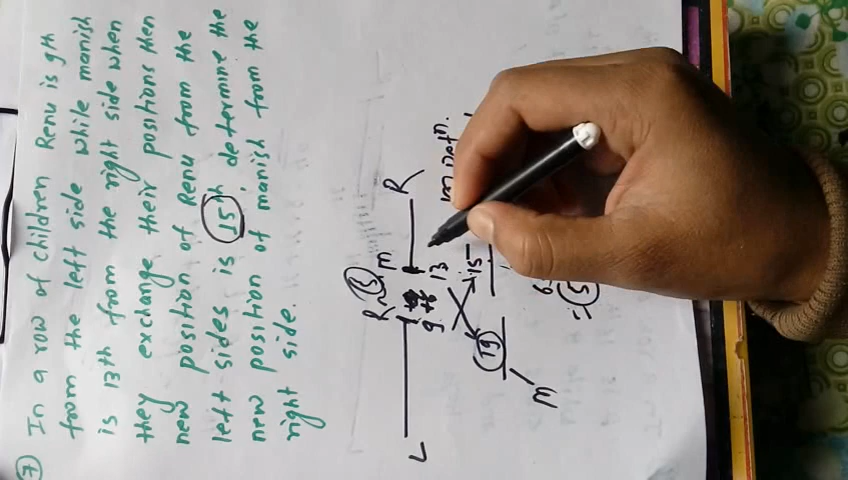 7 In a row of children Renu is 9th
from the left side while manish
is 13th from the right side when
they exchange their positions then
new position of Renu from the
left sides is 15th determine the
new position of manish from the
right side.
R 5 m
L R
9 13
19 15
m
= 5